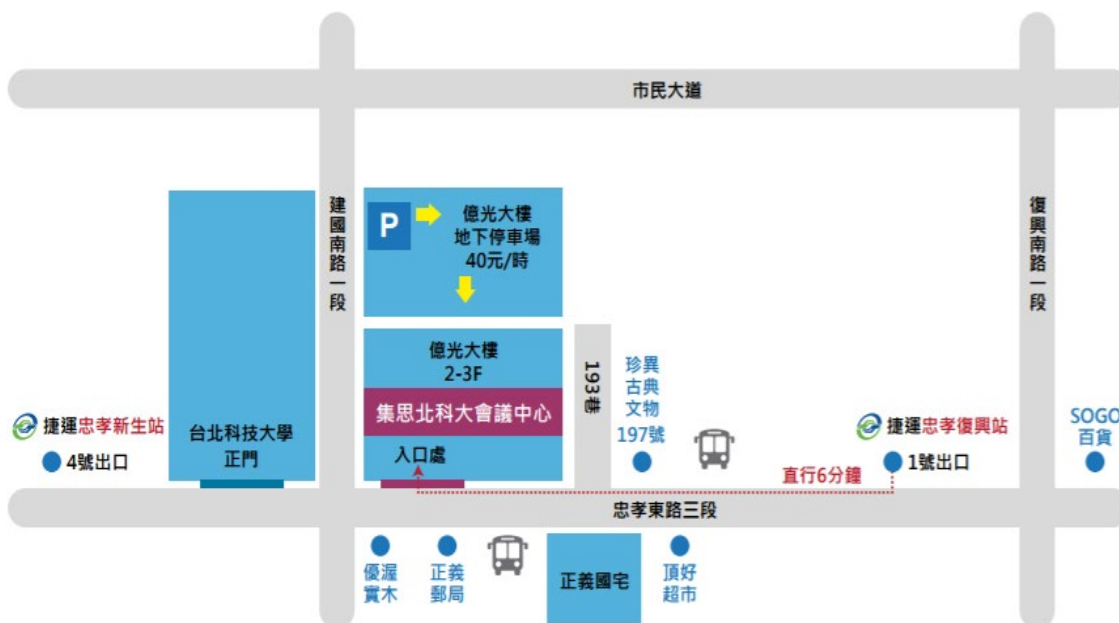 市民大道
建國南路一段
復興南路一段
P
億光大樓
地下停車場
40元/時
億光大樓
2-3F
集思北科大會議中心
入口處
193巷
珍異
古典
文物
197號
捷運忠孝新生站
4號出口
台北科技大學
正門
捷運忠孝復興站
1號出口
SOGO
百貨
直行6分鐘
忠孝東路三段
優渥
實木
正義
郵局
正義國宅
頂好
超市